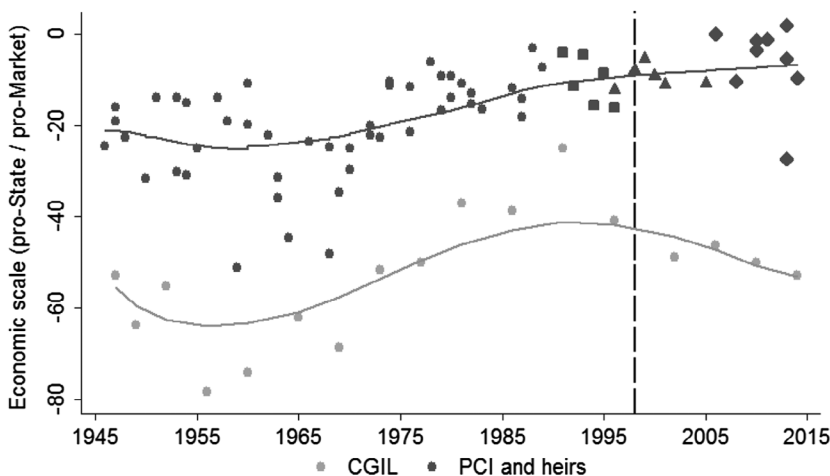 Economic scale (pro-State / pro-Market)
0
-20
-40
-60
-80
1945 1955 1965 1975 1985 1995 2005 2015
CGIL PCI and heirs